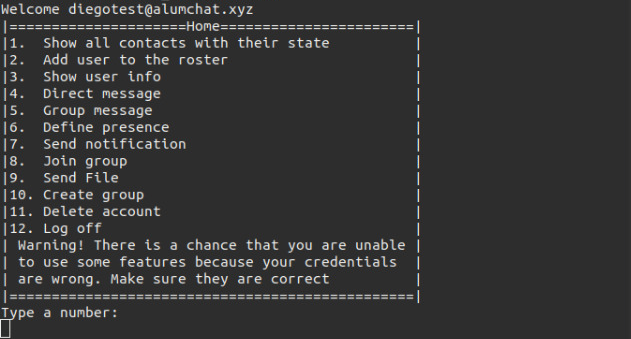 Welcome diegotest@alumchat.xyz
|=====================Home=======================|
|1.  Show all contacts with their state          |
|2.  Add user to the roster                      |
|3.  Show user info                              |
|4.  Direct message                              |
|5.  Group message                               |
|6.  Define presence                             |
|7.  Send notification                           |
|8.  Join group                                  |
|9.  Send File                                   |
|10. Create group                                |
|11. Delete account                              |
|12. Log off                                     |
| Warning! There is a chance that you are unable |
| to use some features because your credentials  |
| are wrong. Make sure they are correct          |
|================================================|
Type a number: